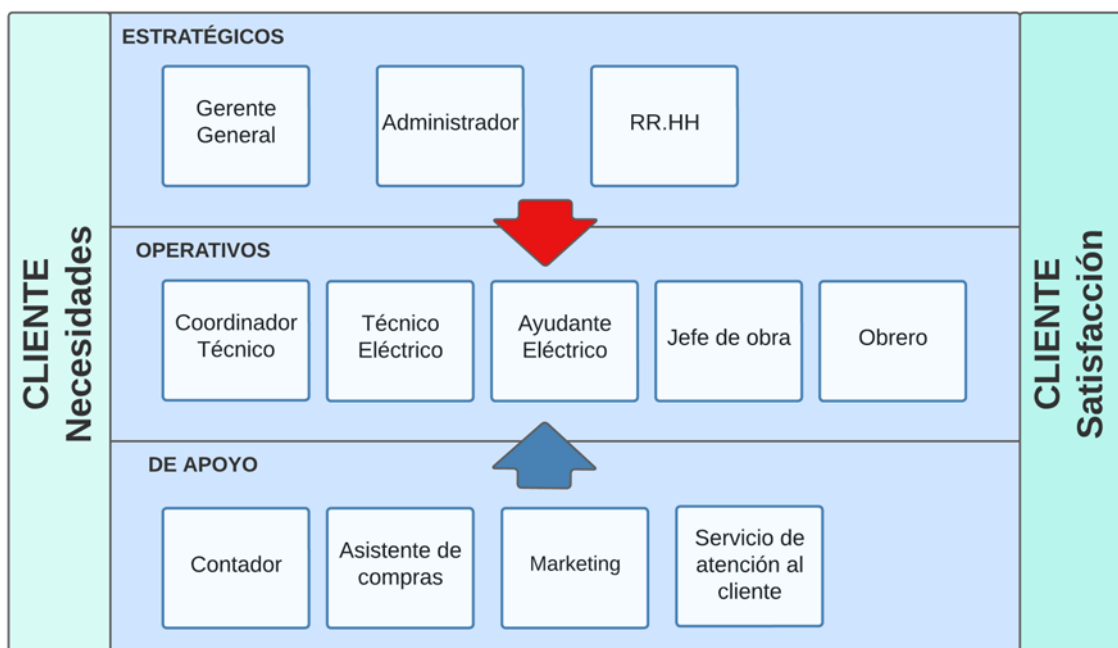 CLIENTE
Necesidades
ESTRATÉGICOS
Gerente
General
Administrador
RR.HH
OPERATIVOS
Coordinador
Técnico
Técnico
Eléctrico
Ayudante
Eléctrico
Jefe de obra
Obrero
DE APOYO
Contador
Asistente de
compras
Marketing
Servicio de
atención al
cliente
CLIENTE
Satisfacción